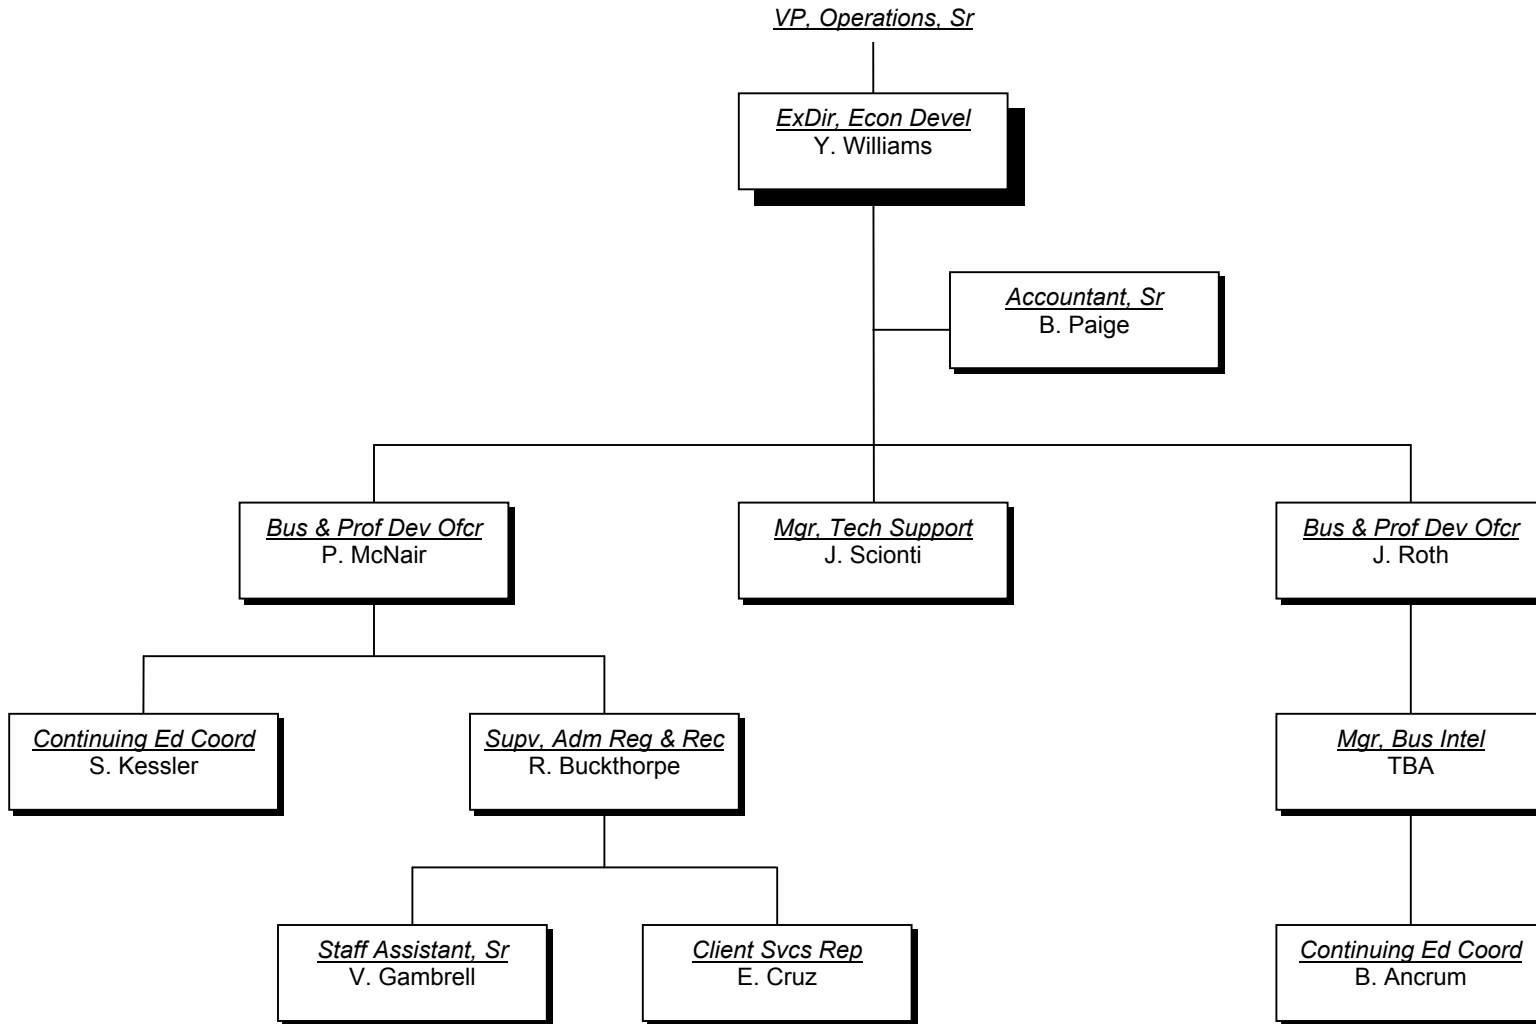 VP, Operations, Sr
ExDir, Econ Devel
Y. Williams
Accountant, Sr
B. Paige
Bus & Prof Dev Ofcr
P. McNair
Mgr, Tech Support
J. Scionti
Bus & Prof Dev Ofcr
J. Roth
Continuing Ed Coord
S. Kessler
Supv, Adm Reg & Rec
R. Buckthorpe
Mgr, Bus Intel
TBA
Staff Assistant, Sr
V. Gambrell
Client Svcs Rep
E. Cruz
Continuing Ed Coord
B. Ancrum